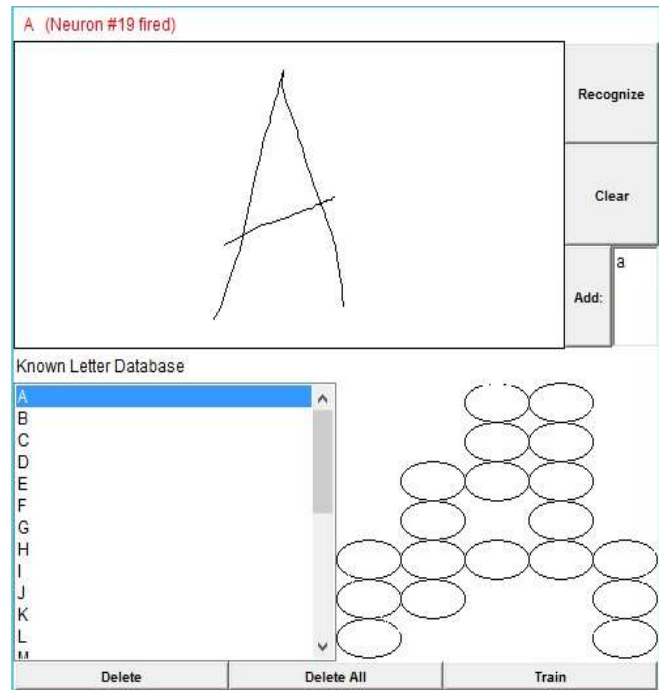 A (Neuron #19 fired)
A
Recognize
Clear
Add:
a
Known Letter Database
A
B
C
D
E
F
G
H
I
J
K
L
M
Delete
Delete All
Train